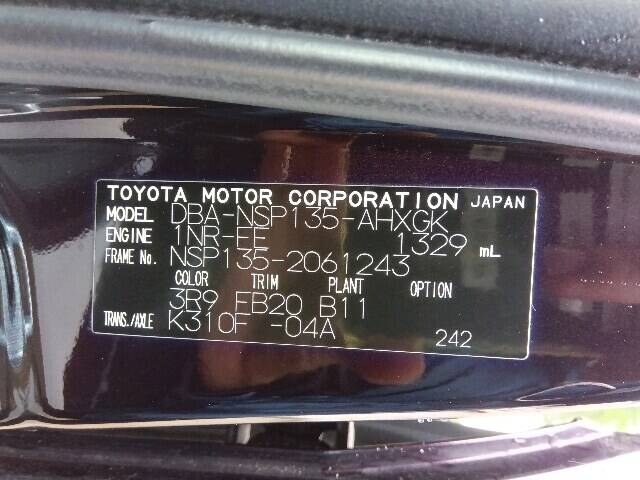 TOYOTA MOTOR CORPORATION JAPAN
MODEL DBA-NSP135-AHXGK
ENGINE 1NR-FE 1329 mL
FRAME No. NSP135-2061243
COLOR TRIM PLANT OPTION
3R9 FB20 B11
TRANS./AXLE K310F -04A
242